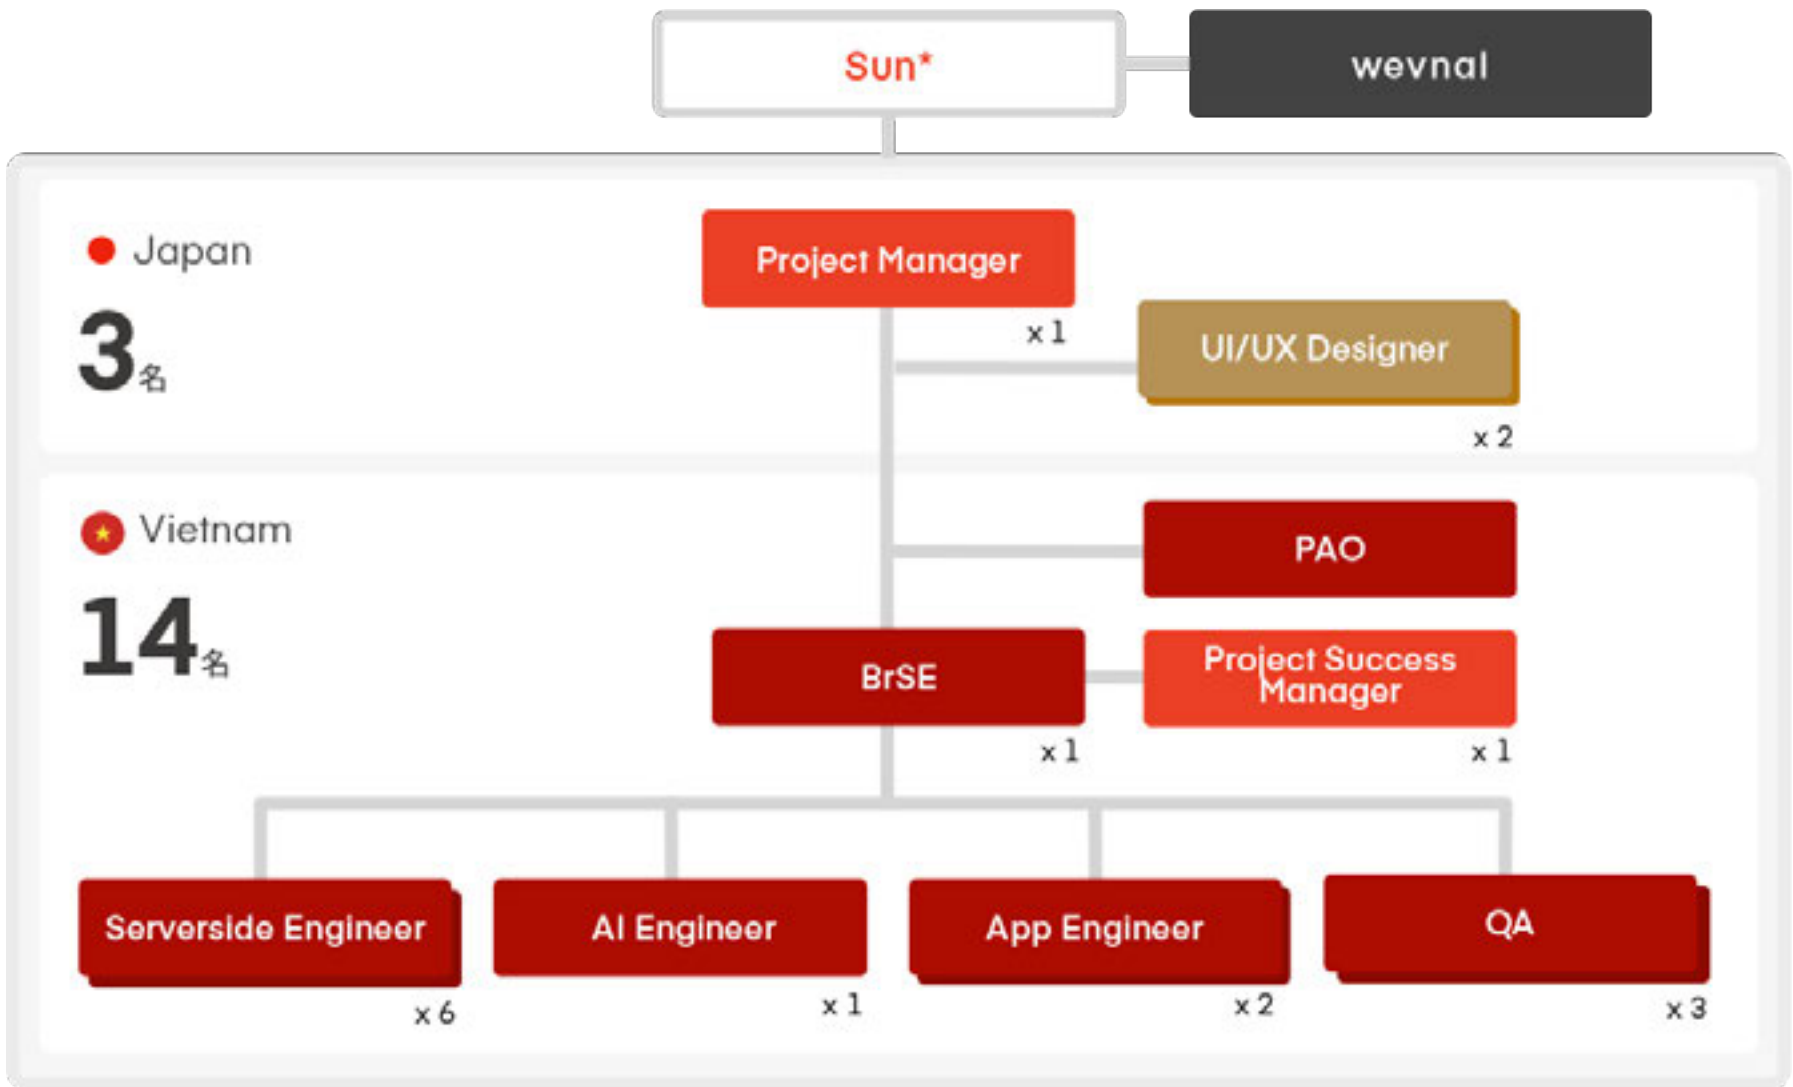 Sun*
wevnal
Japan
3名
Project Manager
x 1
UI/UX Designer
x 2
Vietnam
14名
PAO
BrSE
x 1
Project Success
Manager
x 1
Serverside Engineer
x 6
AI Engineer
x 1
App Engineer
x 2
QA
x 3